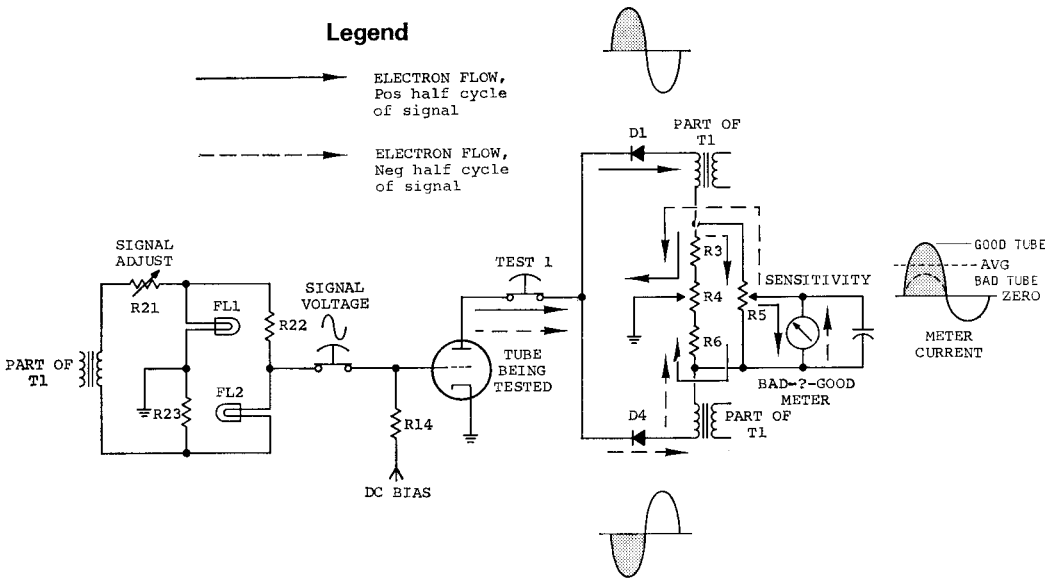 Legend
ELECTRON FLOW,
Pos half cycle
of signal
ELECTRON FLOW,
Neg half cycle
of signal
PART OF
T1
D1
SIGNAL
ADJUST
R21
FL1
R22
PART OF
T1
R23
FL2
SIGNAL
VOLTAGE
R14
DC BIAS
TEST 1
TUBE
BEING
TESTED
R3
R4
R6
R5
SENSITIVITY
BAD-?-GOOD
METER
D4
PART OF
T1
GOOD TUBE
AVG
BAD TUBE
ZERO
METER
CURRENT